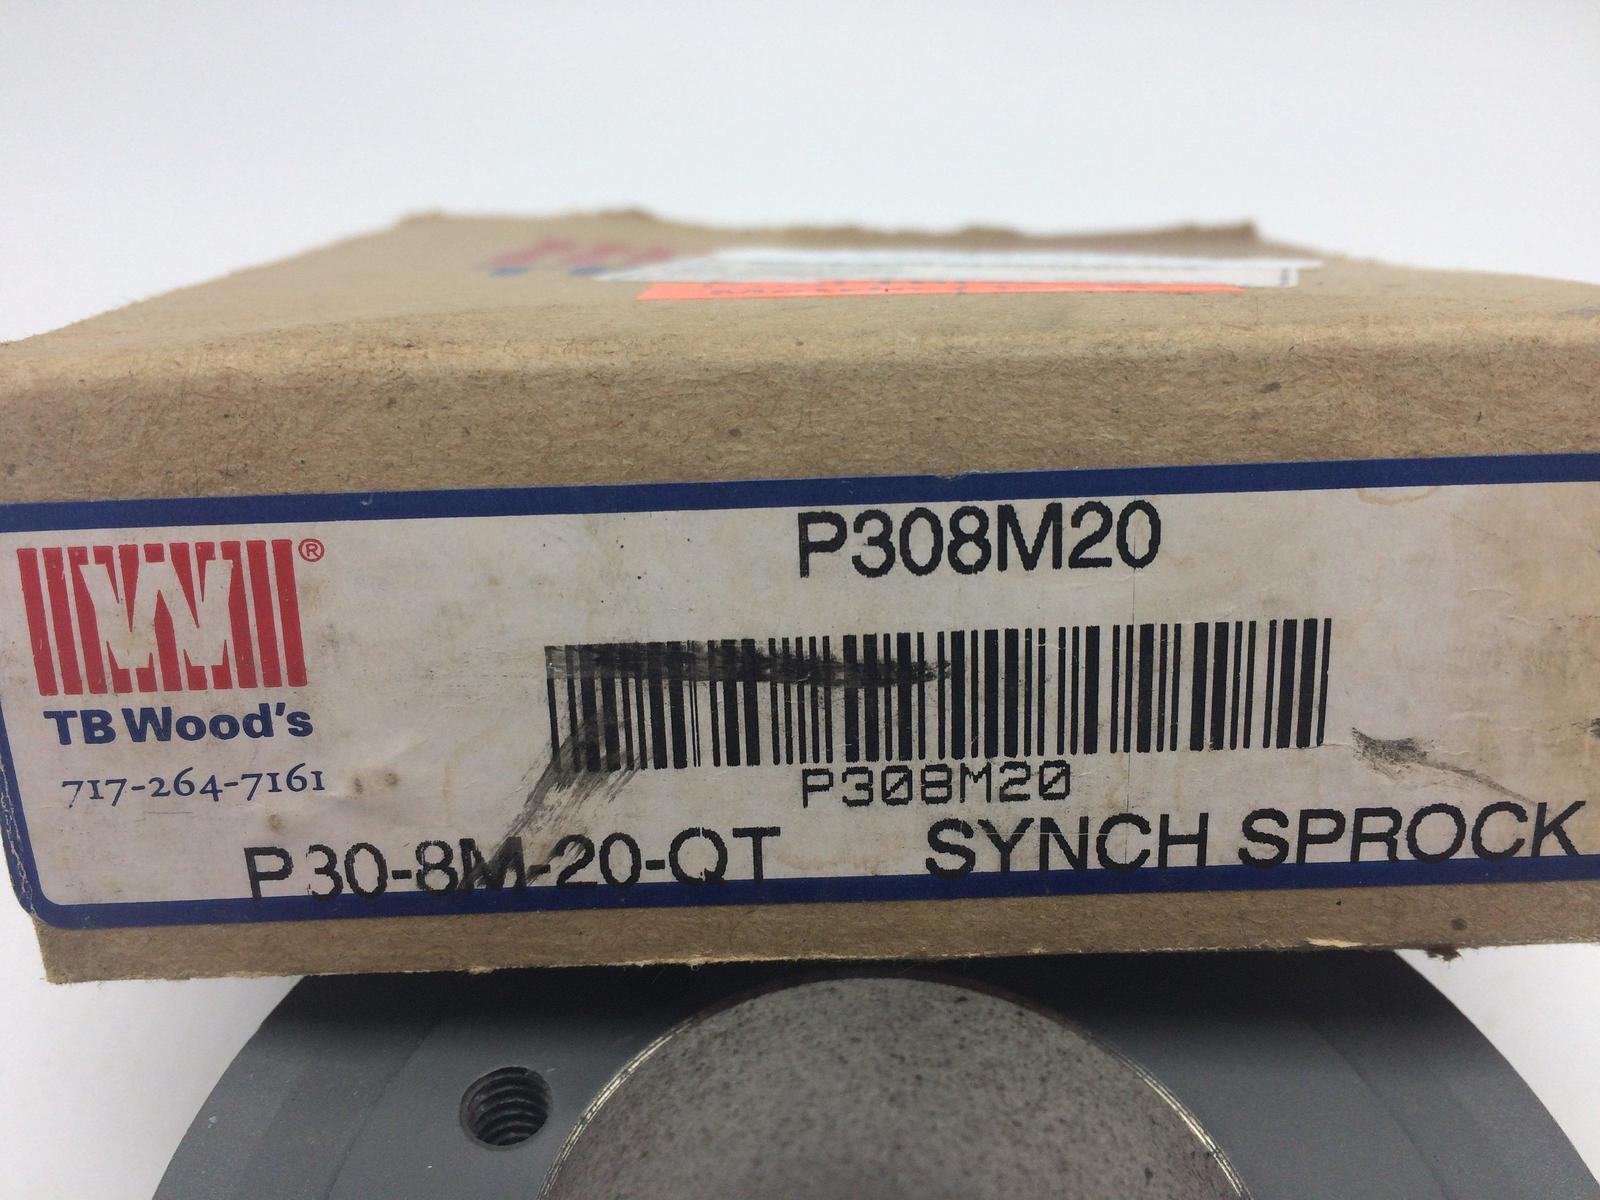 P308M20
®
TB Wood's
717-264-7161
P308M20
P30-8M-20-QT SYNCH SPROCK